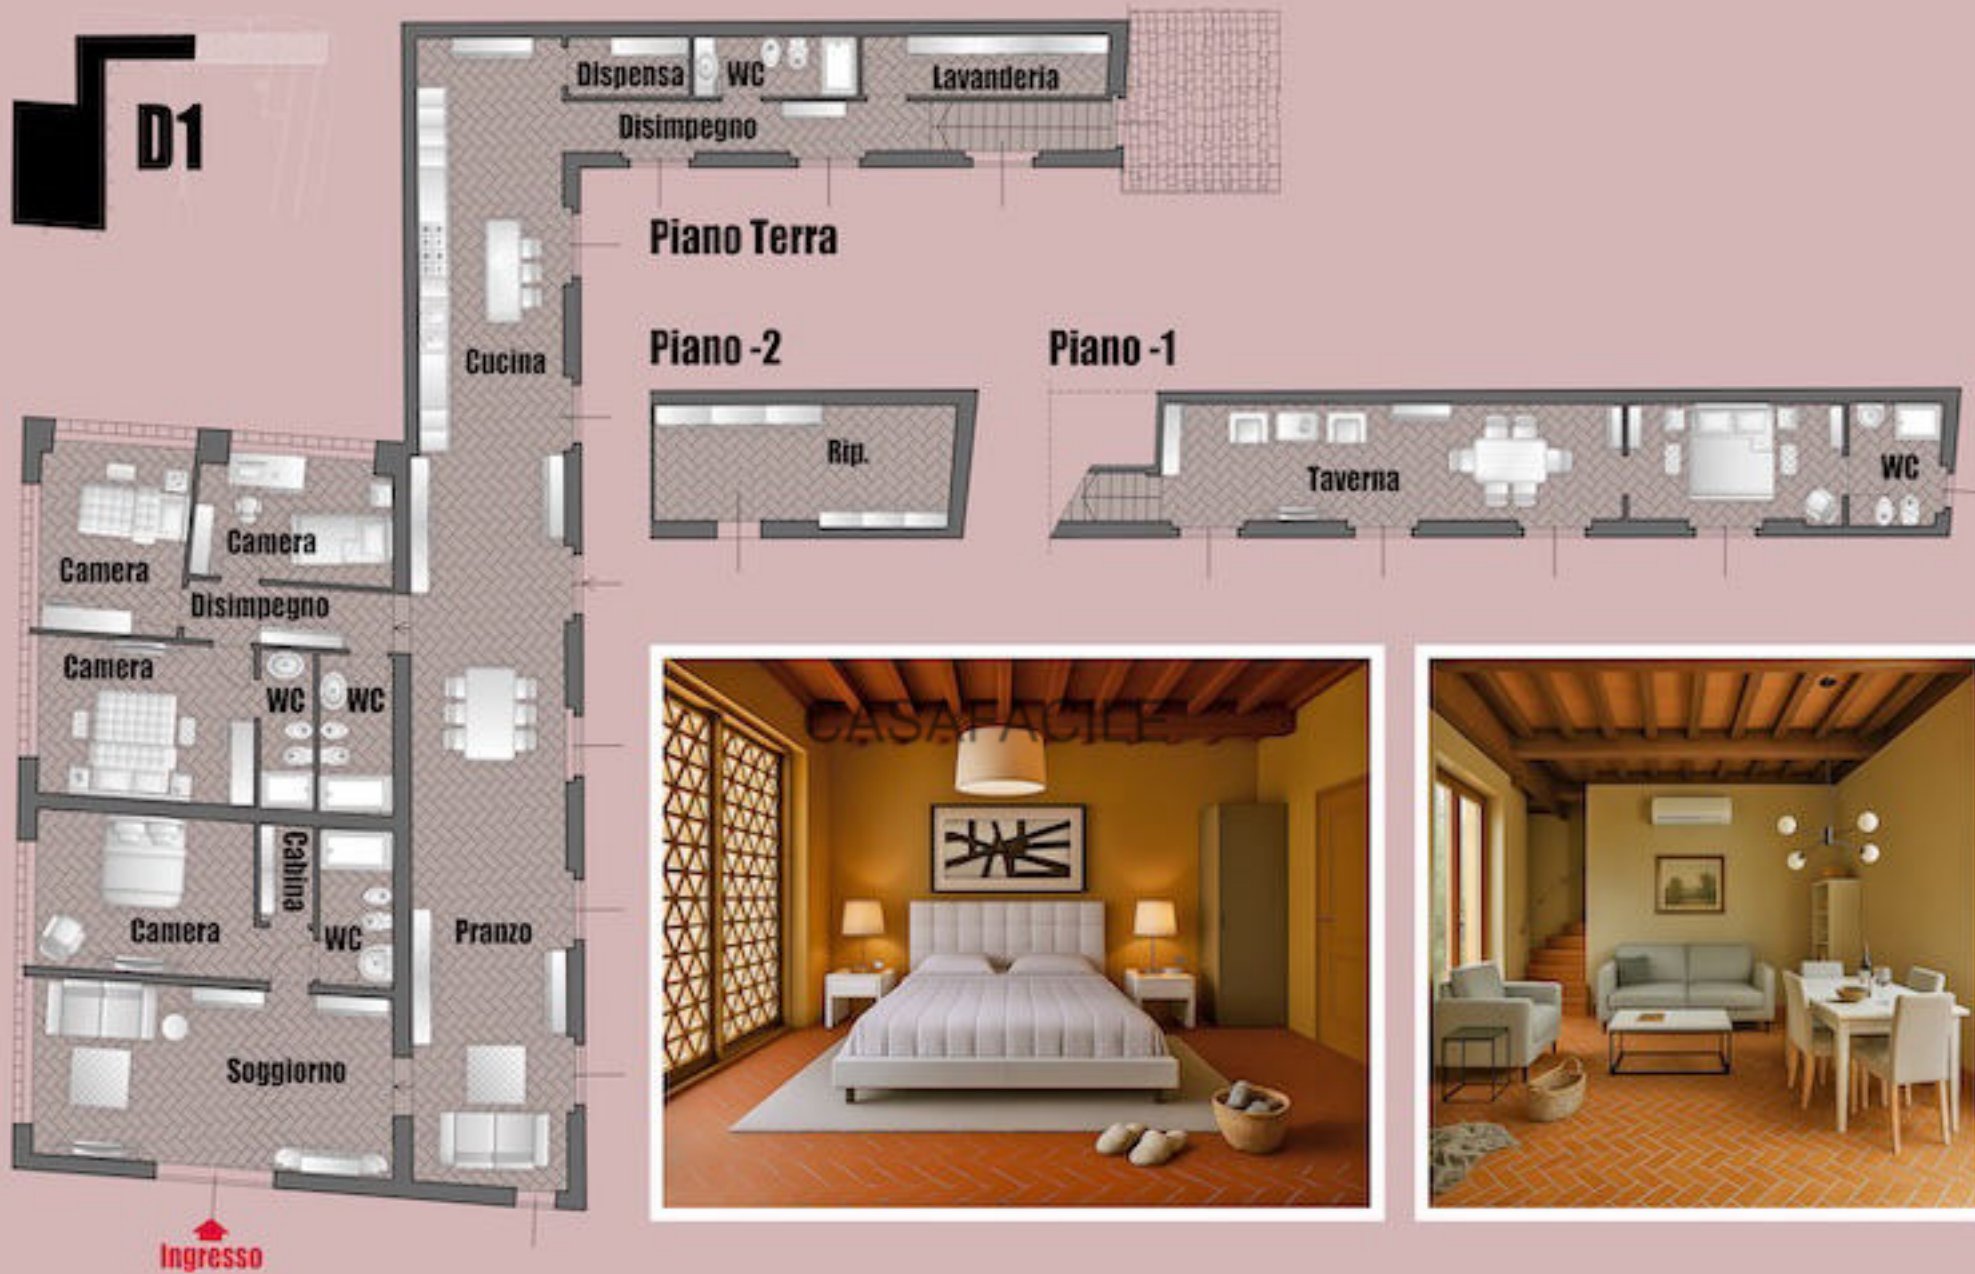 D1
Dispensa
WC
Lavanderia
Disimpegno
Piano Terra
Cucina
Piano -2
Rip.
Piano -1
Taverna
WC
Camera
Camera
Disimpegno
Camera
WC
WC
Cabina
Camera
WC
Pranzo
Soggiorno
Ingresso
CASAFACILE